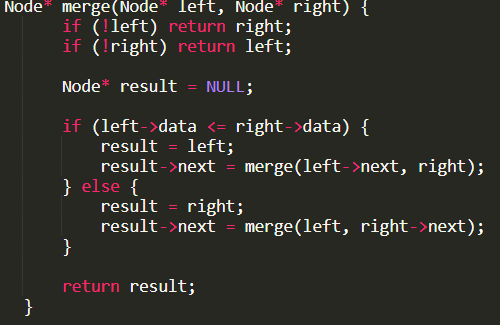 Node* merge(Node* left, Node* right) {
if (!left) return right;
if (!right) return left;
Node* result = NULL;
if (left->data <= right->data) {
result = left;
result->next = merge(left->next, right);
} else {
result = right;
result->next = merge(left, right->next);
}
return result;
}